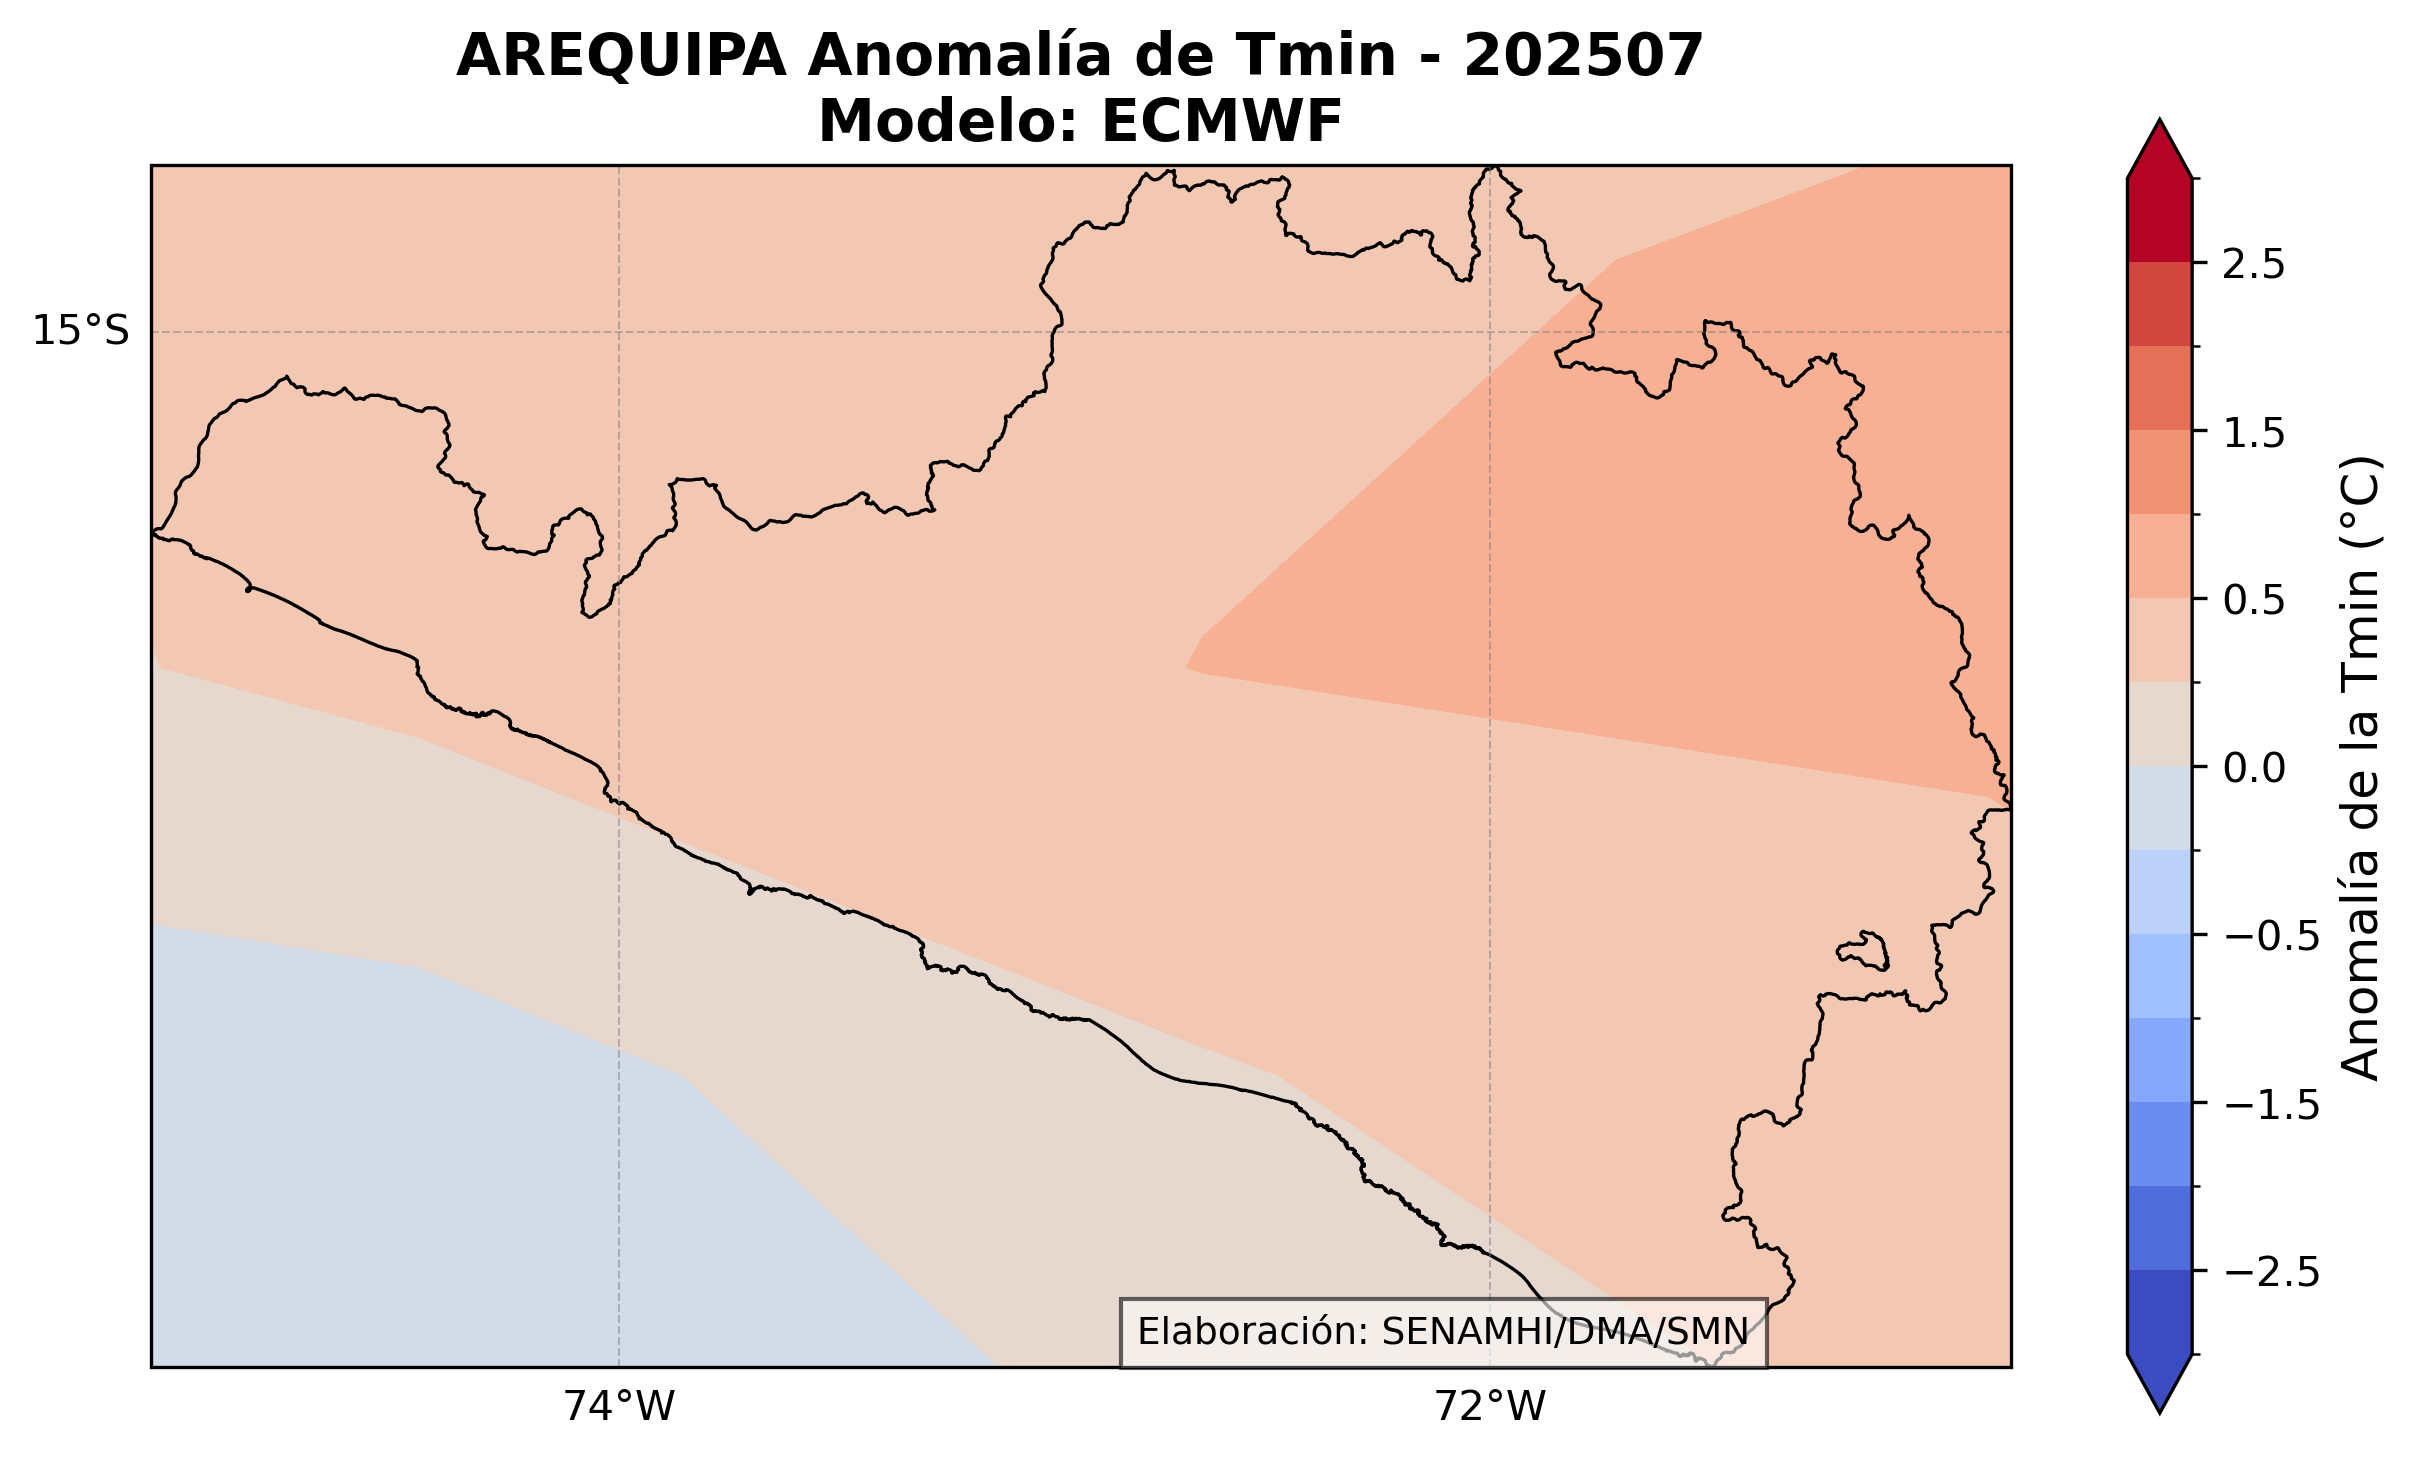 AREQUIPA Anomalía de Tmin - 202507
Modelo: ECMWF
15°S
74°W
72°W
Elaboración: SENAMHI/DMA/SMN
2.5
1.5
0.5
0.0
−0.5
−1.5
−2.5
Anomalía de la Tmin (°C)